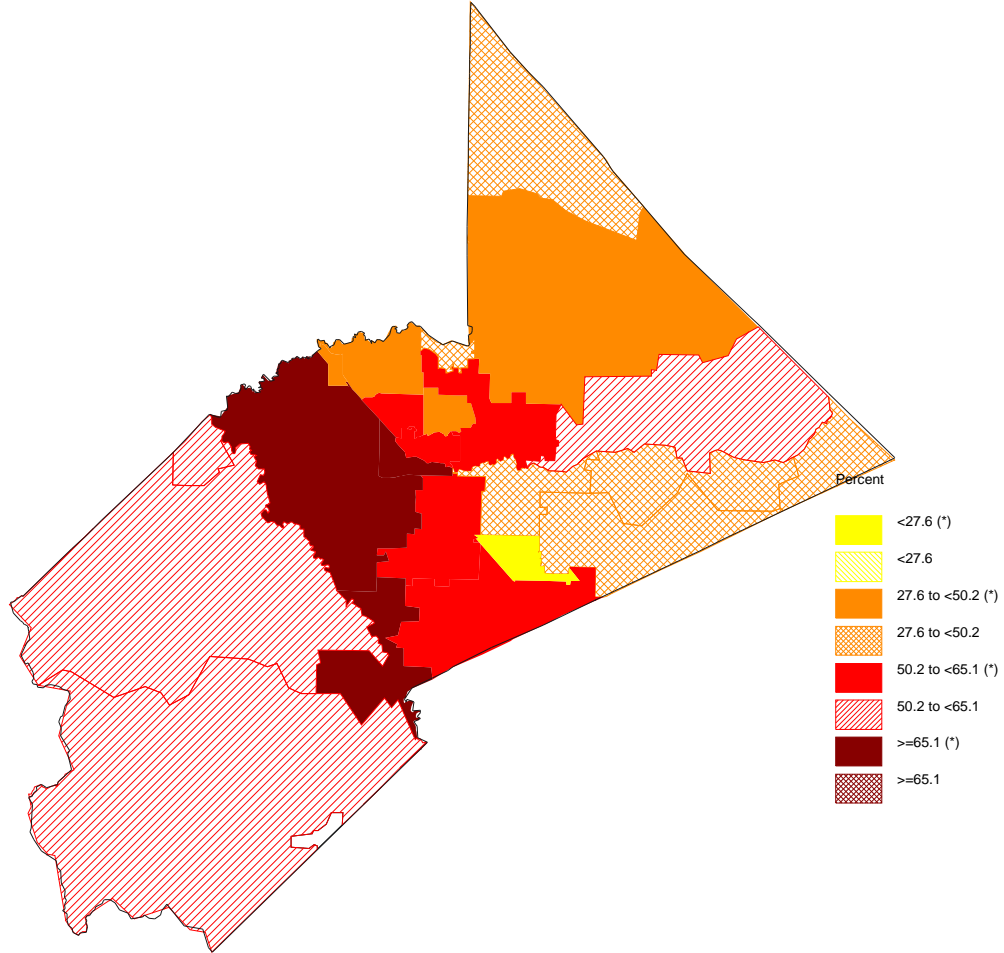 Percent
<27.6 (*)
<27.6
27.6 to <50.2 (*)
27.6 to <50.2
50.2 to <65.1 (*)
50.2 to <65.1
>=65.1 (*)
>=65.1